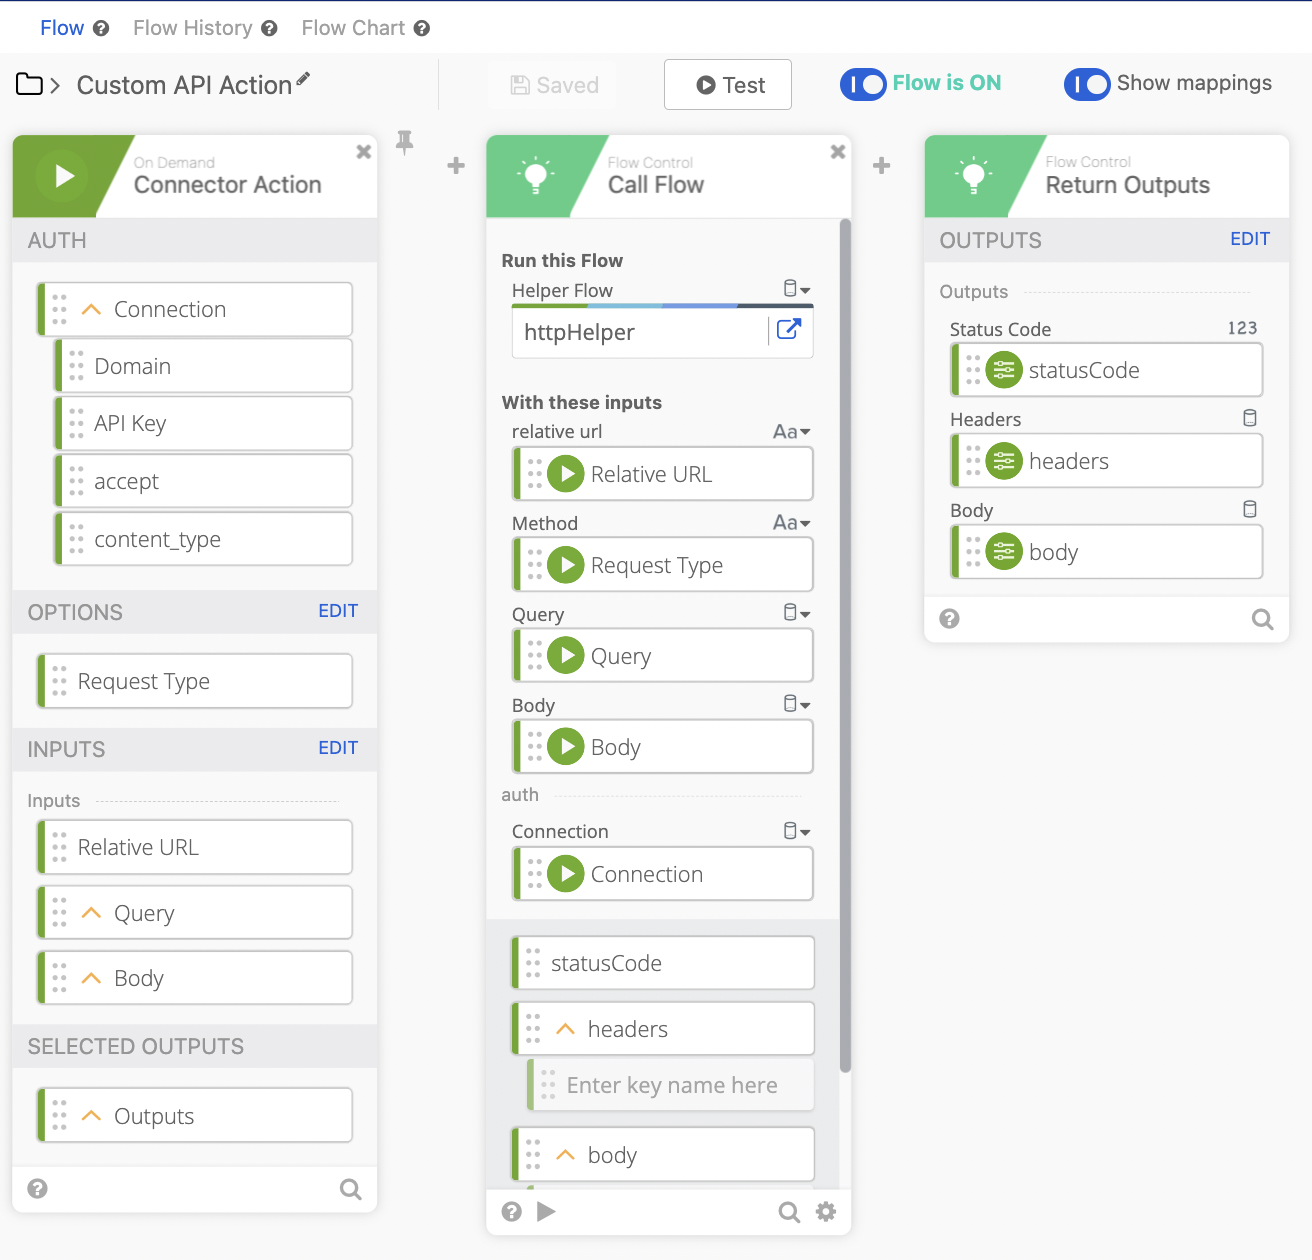 Flow
Flow History
Flow Chart
Custom API Action
Saved
Test
Flow is ON
Show mappings
On Demand
Connector Action
AUTH
Connection
Domain
API Key
accept
content_type
OPTIONS
EDIT
Request Type
INPUTS
EDIT
Inputs
Relative URL
Query
Body
SELECTED OUTPUTS
Outputs
Flow Control
Call Flow
Run this Flow
Helper Flow
httpHelper
With these inputs
relative url
Aa
Relative URL
Method
Aa
Request Type
Query
Query
Body
Body
auth
Connection
Connection
statusCode
headers
Enter key name here
body
Flow Control
Return Outputs
OUTPUTS
EDIT
Outputs
Status Code
123
statusCode
Headers
headers
Body
body